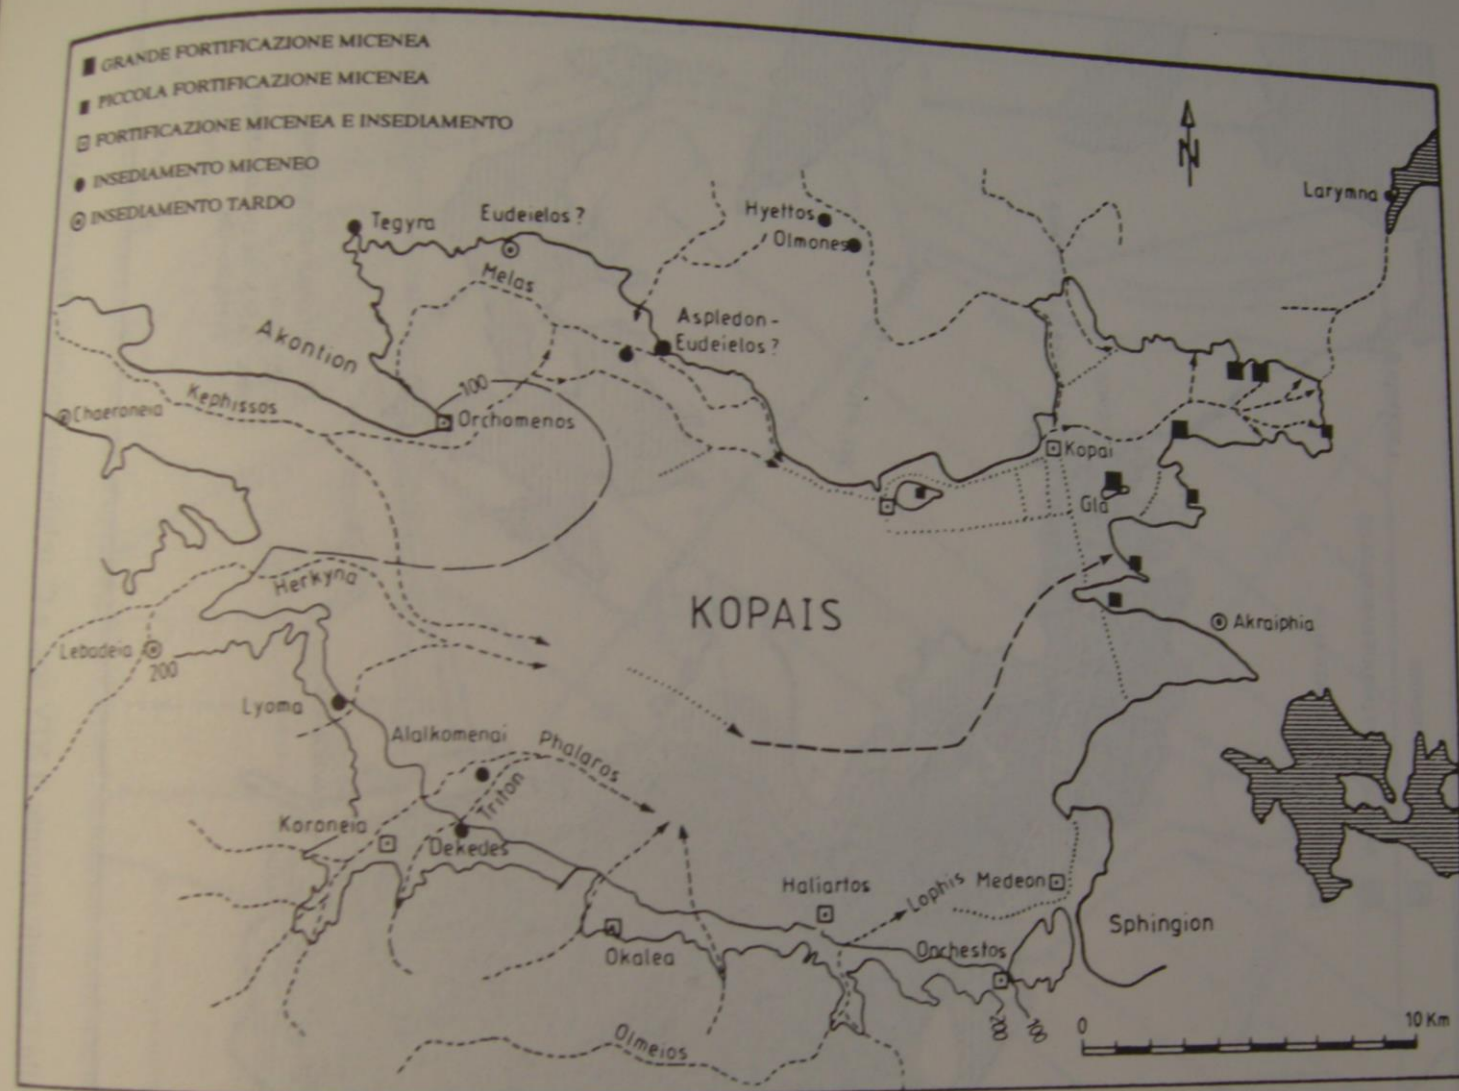 GRANDE FORTIFICAZIONE MICENEA
PICCOLA FORTIFICAZIONE MICENEA
FORTIFICAZIONE MICENEA E INSEDIAMENTO
INSEDIAMENTO MICENEO
INSEDIAMENTO TARDO
N
Larymna
Tegyra
Eudeielos ?
Hyettos
Olmones
Melas
Akontion
Aspledon-
Eudeielos ?
100
Kephissos
Chaeroneia
Orchomenos
Kopai
Gla
Herkyna
KOPAIS
Akraiphia
Lebadeia
200
Lyoma
Alalkomenai
Phalaros
Triton
Koroneia
Dekedes
Haliartos
Lophis
Medeon
Sphingion
Okalea
Onchestos
200
100
Olmeios
0
10 Km